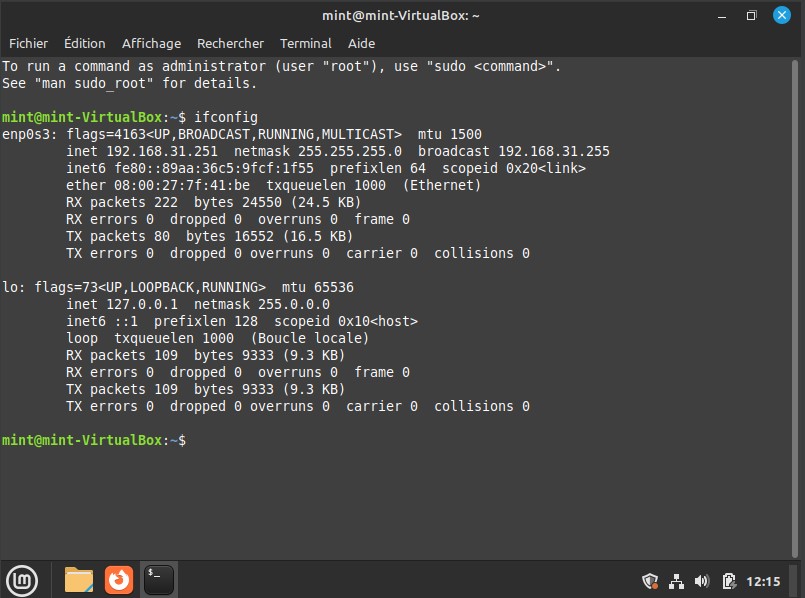 mint@mint-VirtualBox: ~
Fichier Édition Affichage Rechercher Terminal Aide
To run a command as administrator (user "root"), use "sudo <command>".
See "man sudo_root" for details.
mint@mint-VirtualBox:~$ ifconfig
enp0s3: flags=4163<UP,BROADCAST,RUNNING,MULTICAST>  mtu 1500
        inet 192.168.31.251  netmask 255.255.255.0  broadcast 192.168.31.255
        inet6 fe80::89aa:36c5:9fcf:1f55  prefixlen 64  scopeid 0x20<link>
        ether 08:00:27:7f:41:be  txqueuelen 1000  (Ethernet)
        RX packets 222  bytes 24550 (24.5 KB)
        RX errors 0  dropped 0  overruns 0  frame 0
        TX packets 80  bytes 16552 (16.5 KB)
        TX errors 0  dropped 0 overruns 0  carrier 0  collisions 0
lo: flags=73<UP,LOOPBACK,RUNNING>  mtu 65536
        inet 127.0.0.1  netmask 255.0.0.0
        inet6 ::1  prefixlen 128  scopeid 0x10<host>
        loop  txqueuelen 1000  (Boucle locale)
        RX packets 109  bytes 9333 (9.3 KB)
        RX errors 0  dropped 0  overruns 0  frame 0
        TX packets 109  bytes 9333 (9.3 KB)
        TX errors 0  dropped 0 overruns 0  carrier 0  collisions 0
mint@mint-VirtualBox:~$
$_
12:15